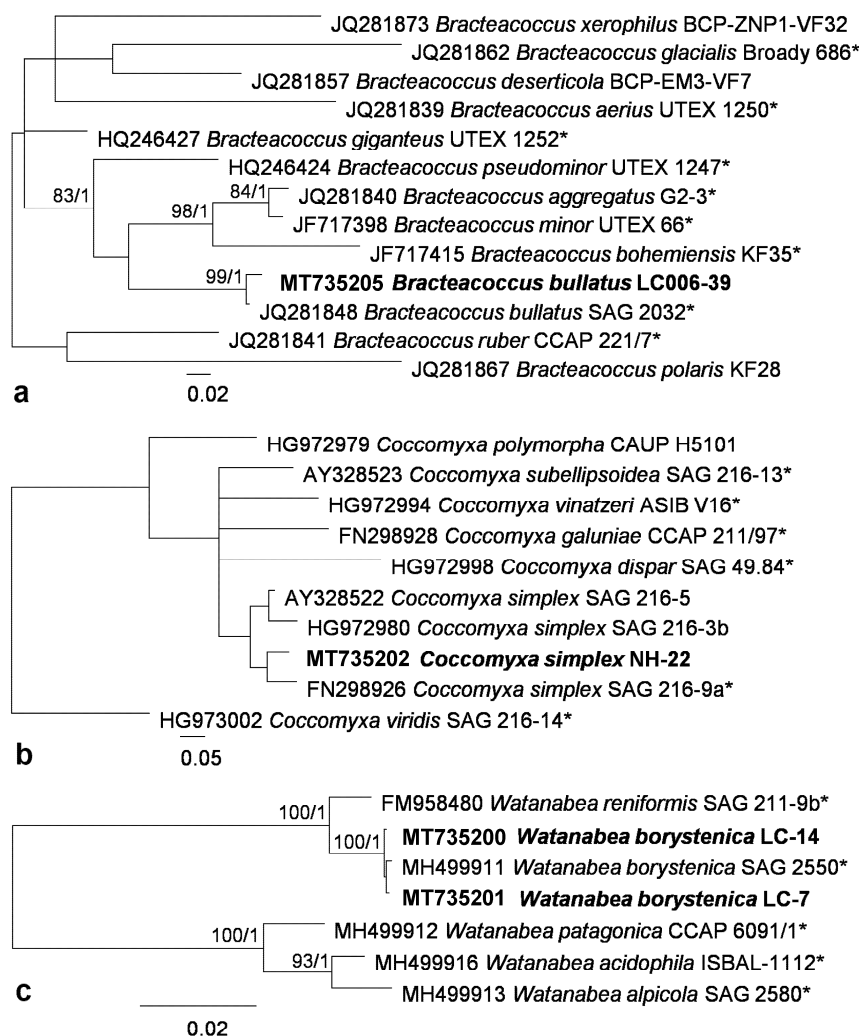 JQ281873 Bracteacoccus xerophilus BCP-ZNP1-VF32
JQ281862 Bracteacoccus glacialis Broady 686*
JQ281857 Bracteacoccus deserticola BCP-EM3-VF7
JQ281839 Bracteacoccus aerius UTEX 1250*
HQ246427 Bracteacoccus giganteus UTEX 1252*
HQ246424 Bracteacoccus pseudominor UTEX 1247*
83/1
84/1
JQ281840 Bracteacoccus aggregatus G2-3*
98/1
JF717398 Bracteacoccus minor UTEX 66*
JF717415 Bracteacoccus bohemiensis KF35*
99/1
MT735205 Bracteacoccus bullatus LC006-39
JQ281848 Bracteacoccus bullatus SAG 2032*
JQ281841 Bracteacoccus ruber CCAP 221/7*
JQ281867 Bracteacoccus polaris KF28
a
0.02
HG972979 Coccomyxa polymorpha CAUP H5101
AY328523 Coccomyxa subellipsoidea SAG 216-13*
HG972994 Coccomyxa vinatzeri ASIB V16*
FN298928 Coccomyxa galuniae CCAP 211/97*
HG972998 Coccomyxa dispar SAG 49.84*
AY328522 Coccomyxa simplex SAG 216-5
HG972980 Coccomyxa simplex SAG 216-3b
MT735202 Coccomyxa simplex NH-22
FN298926 Coccomyxa simplex SAG 216-9a*
HG973002 Coccomyxa viridis SAG 216-14*
b
0.05
FM958480 Watanabea reniformis SAG 211-9b*
100/1
100/1
MT735200 Watanabea borystenica LC-14
MH499911 Watanabea borystenica SAG 2550*
MT735201 Watanabea borystenica LC-7
100/1
MH499912 Watanabea patagonica CCAP 6091/1*
93/1
MH499916 Watanabea acidophila ISBAL-1112*
MH499913 Watanabea alpicola SAG 2580*
c
0.02